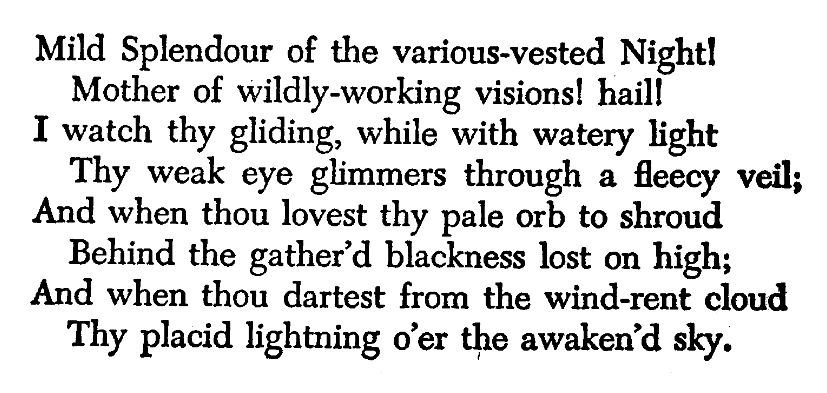 Mild Splendour of the various-vested Night!
Mother of wildly-working visions! hail!
I watch thy gliding, while with watery light
Thy weak eye glimmers through a fleecy veil;
And when thou lovest thy pale orb to shroud
Behind the gather’d blackness lost on high;
And when thou dartest from the wind-rent cloud
Thy placid lightning o’er the awaken’d sky.